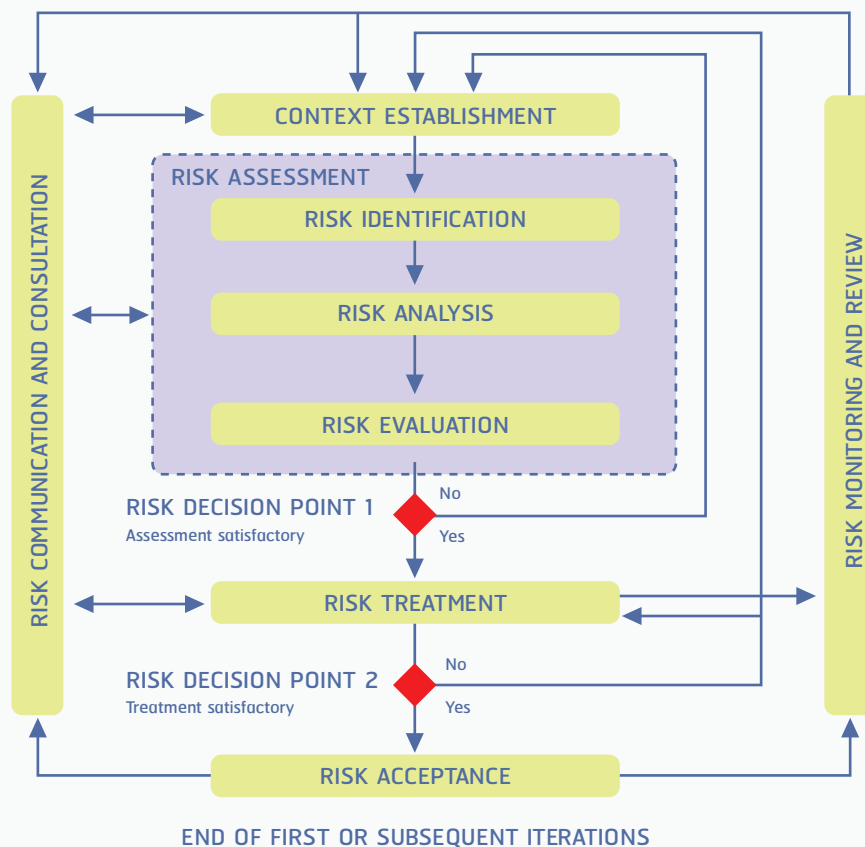 CONTEXT ESTABLISHMENT
RISK ASSESSMENT
RISK IDENTIFICATION
RISK ANALYSIS
RISK EVALUATION
RISK DECISION POINT 1
Assessment satisfactory
No
Yes
RISK TREATMENT
RISK DECISION POINT 2
Treatment satisfactory
No
Yes
RISK ACCEPTANCE
END OF FIRST OR SUBSEQUENT ITERATIONS
RISK COMMUNICATION AND CONSULTATION
RISK MONITORING AND REVIEW